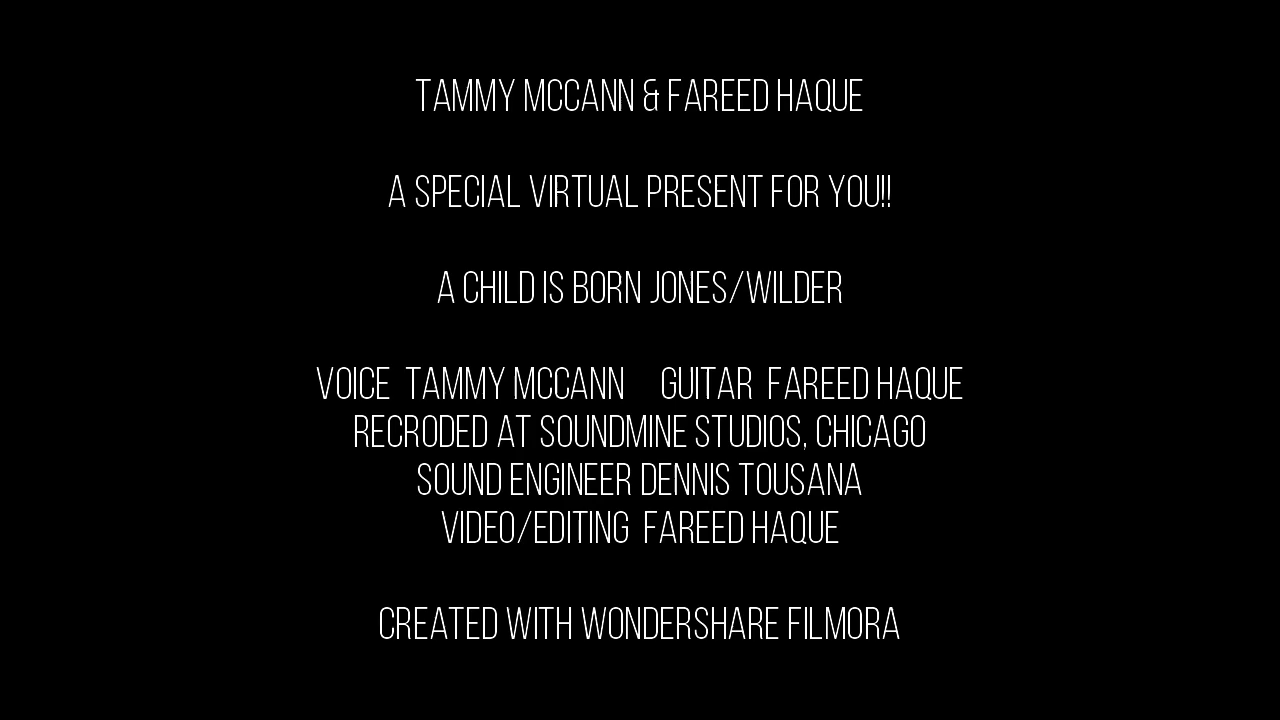 TAMMY MCCANN & FAREED HAQUE
A SPECIAL VIRTUAL PRESENT FOR YOU!!
A CHILD IS BORN JONES/WILDER
VOICE  TAMMY MCCANN     GUITAR  FAREED HAQUE
RECRODED AT SOUNDMINE STUDIOS, CHICAGO
SOUND ENGINEER DENNIS TOUSANA
VIDEO/EDITING  FAREED HAQUE
CREATED WITH WONDERSHARE FILMORA